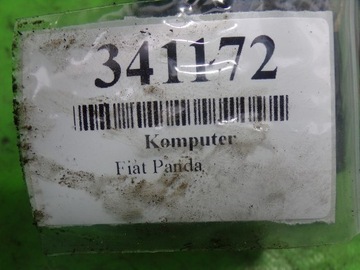 341172
Komputer
Fiat Panda